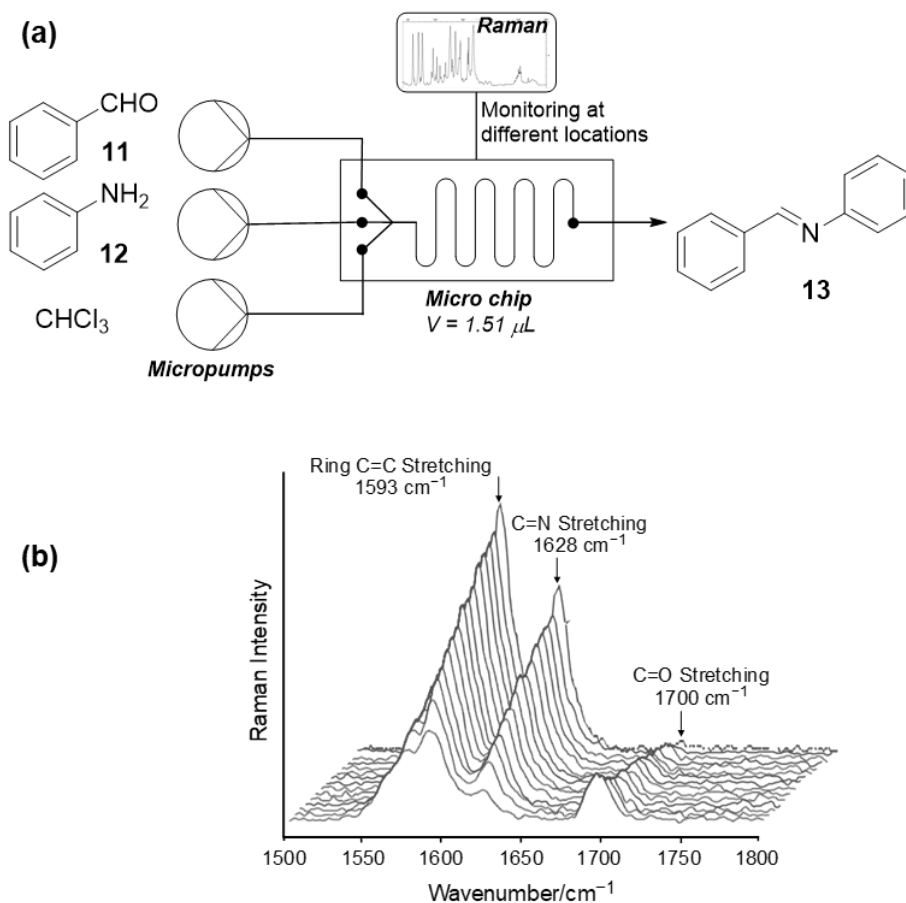 (a)
Raman
Monitoring at
different locations
CHO
11
NH2
12
CHCl3
Micropumps
Micro chip
V = 1.51 μL
N
13
(b)
Ring C=C Stretching
1593 cm−1
C=N Stretching
1628 cm−1
C=O Stretching
1700 cm−1
Raman Intensity
1500 1550 1600 1650 1700 1750 1800
Wavenumber/cm−1